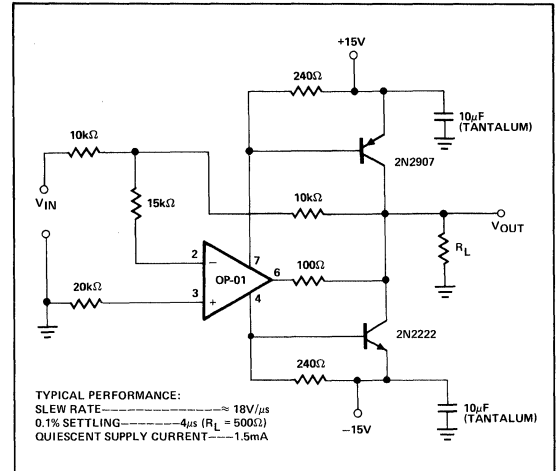 +15V
240Ω
10μF
(TANTALUM)
10kΩ
2N2907
VIN
15kΩ
10kΩ
VOUT
RL
2
−
7
OP-01
6
100Ω
3
+
4
20kΩ
2N2222
240Ω
10μF
(TANTALUM)
−15V
TYPICAL PERFORMANCE:
SLEW RATE–––––––––––––––≈ 18V/μs
0.1% SETTLING––––––––4μs (RL = 500Ω)
QUIESCENT SUPPLY CURRENT–––1.5mA